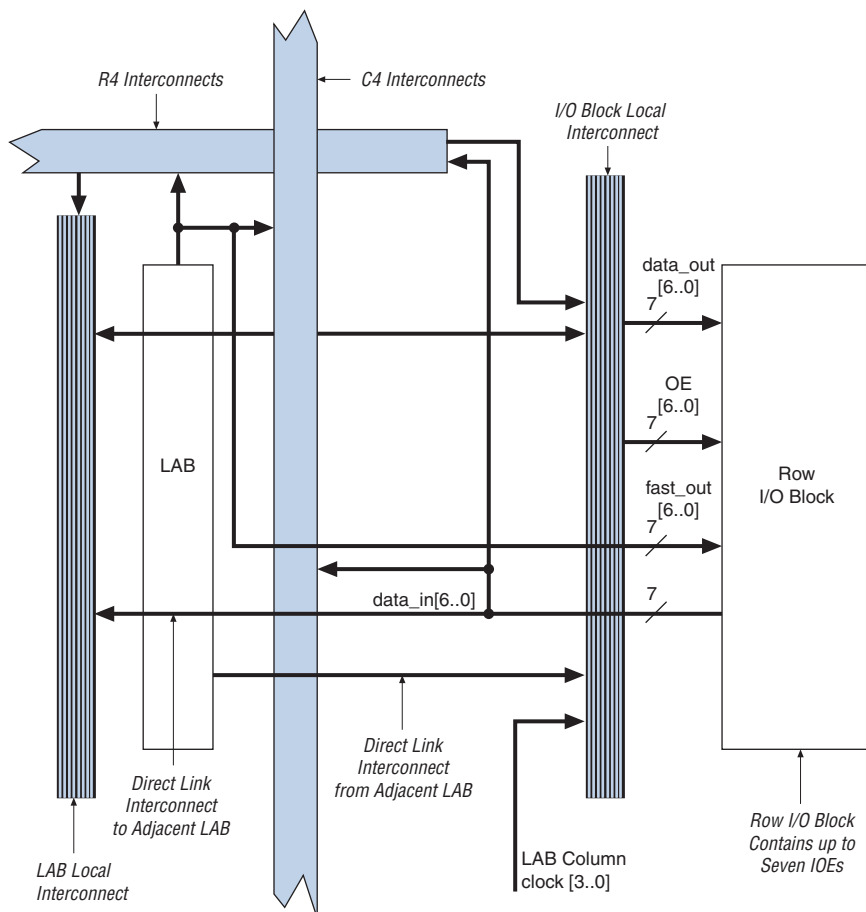 R4 Interconnects
C4 Interconnects
I/O Block Local
Interconnect
data_out
[6..0]
7
OE
[6..0]
7
LAB
Row
I/O Block
fast_out
[6..0]
7
data_in[6..0]
7
Direct Link
Interconnect
to Adjacent LAB
Direct Link
Interconnect
from Adjacent LAB
LAB Local
Interconnect
LAB Column
clock [3..0]
Row I/O Block
Contains up to
Seven IOEs